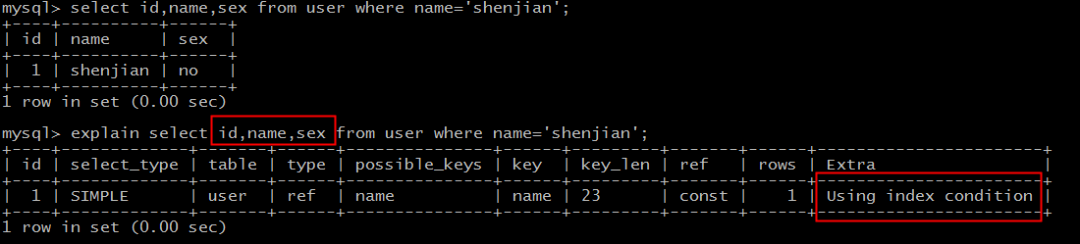 mysql> select id,name,sex from user where name='shenjian';
+----+----------+------+
| id | name     | sex  |
+----+----------+------+
|  1 | shenjian | no   |
+----+----------+------+
1 row in set (0.00 sec)
mysql> explain select id,name,sex from user where name='shenjian';
+----+-------------+-------+------+---------------+------+---------+-------+------+-----------------------+
| id | select_type | table | type | possible_keys | key  | key_len | ref   | rows | Extra                 |
+----+-------------+-------+------+---------------+------+---------+-------+------+-----------------------+
|  1 | SIMPLE      | user  | ref  | name          | name | 23      | const |    1 | Using index condition |
+----+-------------+-------+------+---------------+------+---------+-------+------+-----------------------+
1 row in set (0.00 sec)